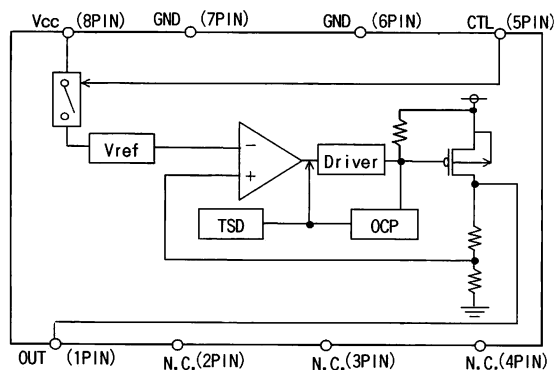 Vcc (8PIN) GND (7PIN) GND (6PIN) CTL (5PIN)
Vref
-
+
Driver
TSD
OCP
OUT (1PIN) N.C.(2PIN) N.C.(3PIN) N.C.(4PIN)